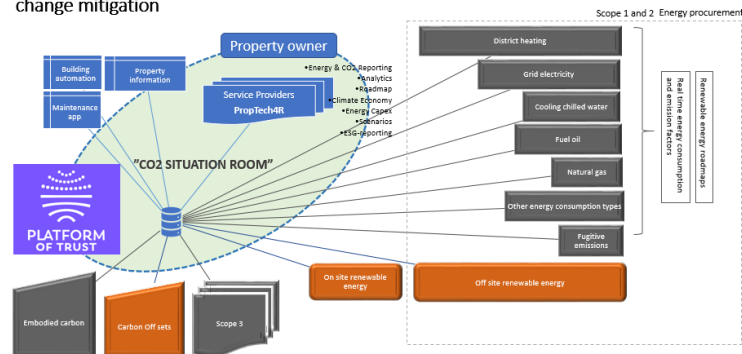 change mitigation
Scope 1 and 2 Energy procurement
Property owner
Building
automation
Property
information
Maintenance
app
Service Providers
PropTech4R
•Energy & CO2 Reporting
•Analytics
•Roadmap
•Climate Economy
•Energy Capex
•Scenarios
•ESG-reporting
"CO2 SITUATION ROOM"
PLATFORM
OF TRUST
District heating
Grid electricity
Cooling chilled water
Fuel oil
Natural gas
Other energy consumption types
Fugitive
emissions
Real time energy consumption
and emission factors
Renewable energy roadmaps
and scenarios
On site renewable
energy
Off site renewable energy
Embodied carbon
Carbon Off sets
Scope 3